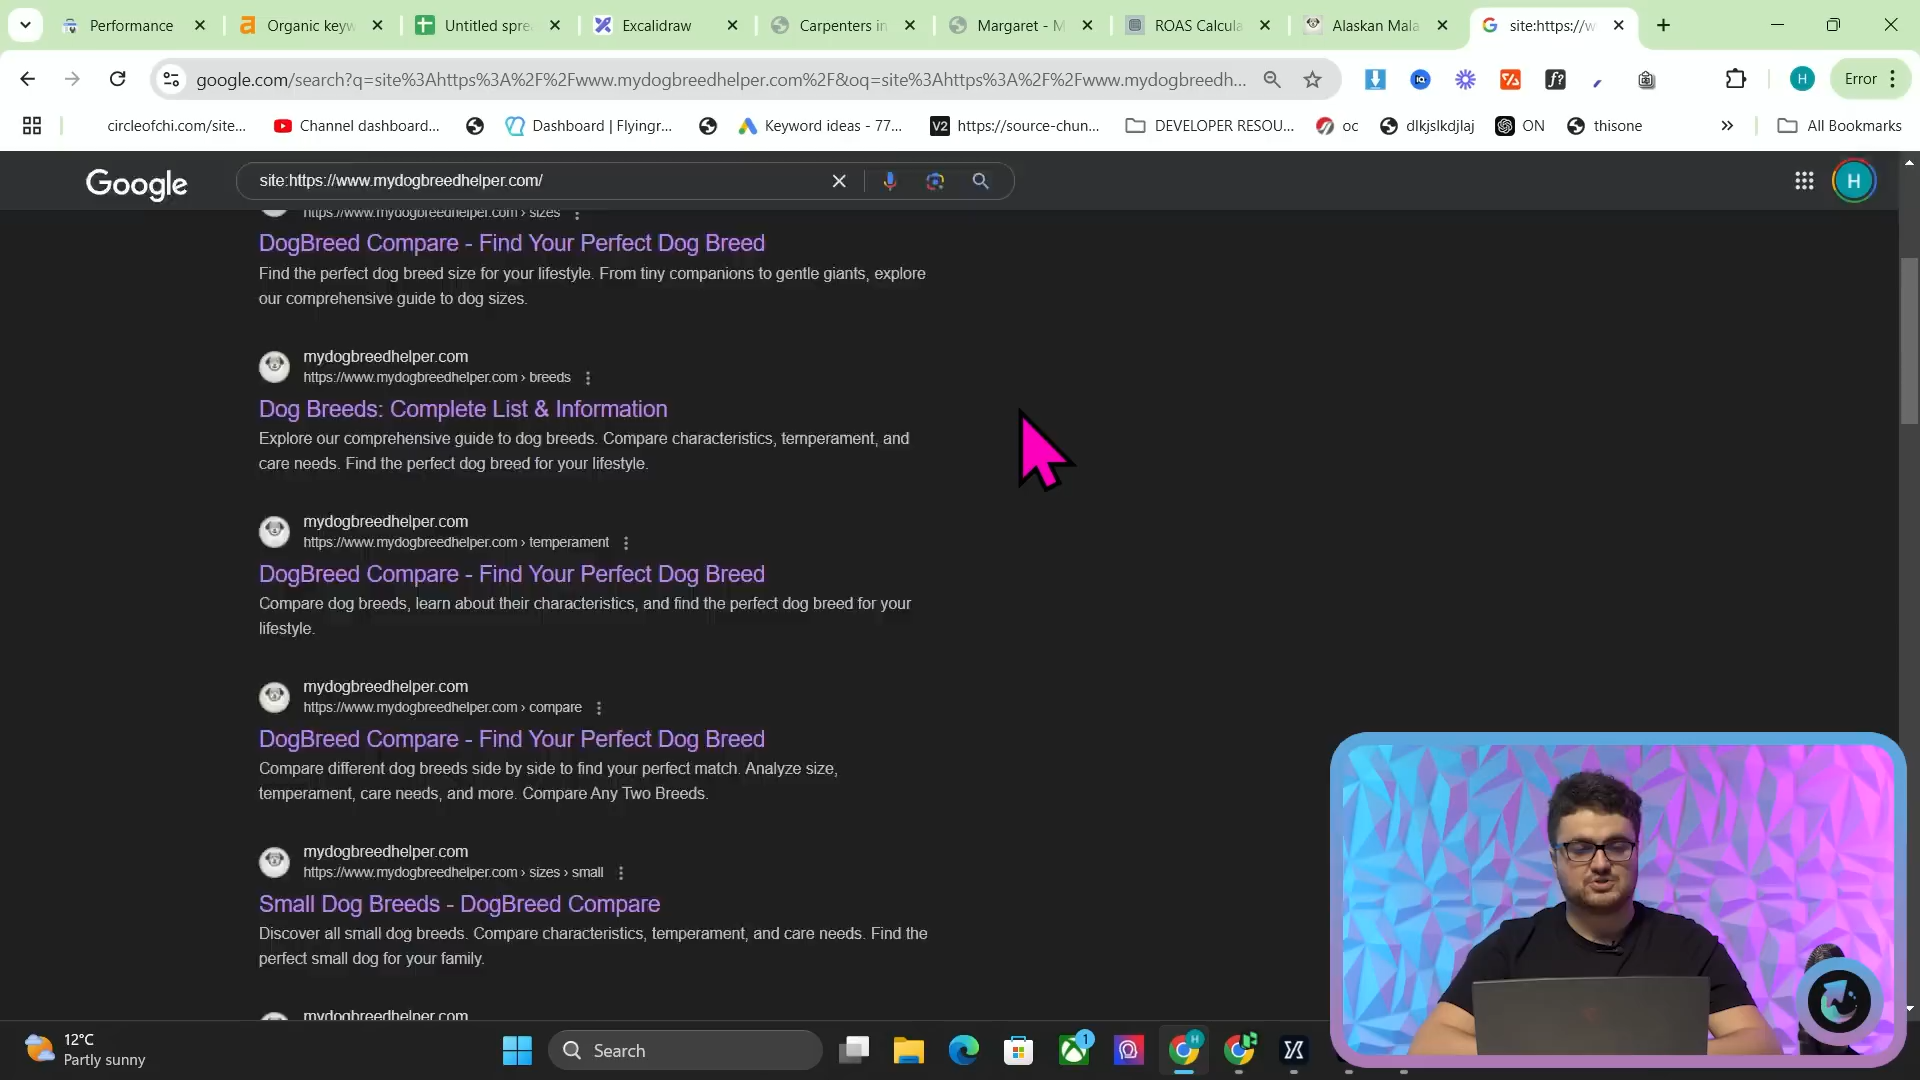 Performance
Organic keyw
Untitled spre
Excalidraw
Carpenters in
Margaret - M
ROAS Calcula
Alaskan Mala
site:https://w
google.com/search?q=site%3Ahttps%3A%2F%2Fwww.mydogbreedhelper.com%2F&oq=site%3Ahttps%3A%2F%2Fwww.mydogbreedh...
H
Error
circleofchi.com/site...
Channel dashboard...
Dashboard | Flyingr...
Keyword ideas - 77...
V2 https://source-chun...
DEVELOPER RESOU...
oc
dlkjslkdjlaj
ON
thisone
All Bookmarks
Google
site:https://www.mydogbreedhelper.com/
H
https://www.mydogbreedhelper.com › sizes
DogBreed Compare - Find Your Perfect Dog Breed
Find the perfect dog breed size for your lifestyle. From tiny companions to gentle giants, explore
our comprehensive guide to dog sizes.
mydogbreedhelper.com
https://www.mydogbreedhelper.com › breeds
Dog Breeds: Complete List & Information
Explore our comprehensive guide to dog breeds. Compare characteristics, temperament, and
care needs. Find the perfect dog breed for your lifestyle.
mydogbreedhelper.com
https://www.mydogbreedhelper.com › temperament
DogBreed Compare - Find Your Perfect Dog Breed
Compare dog breeds, learn about their characteristics, and find the perfect dog breed for your
lifestyle.
mydogbreedhelper.com
https://www.mydogbreedhelper.com › compare
DogBreed Compare - Find Your Perfect Dog Breed
Compare different dog breeds side by side to find your perfect match. Analyze size,
temperament, care needs, and more. Compare Any Two Breeds.
mydogbreedhelper.com
https://www.mydogbreedhelper.com › sizes › small
Small Dog Breeds - DogBreed Compare
Discover all small dog breeds. Compare characteristics, temperament, and care needs. Find the
perfect small dog for your family.
mydogbreedhelper.com
12°C
Partly sunny
Search
1
H